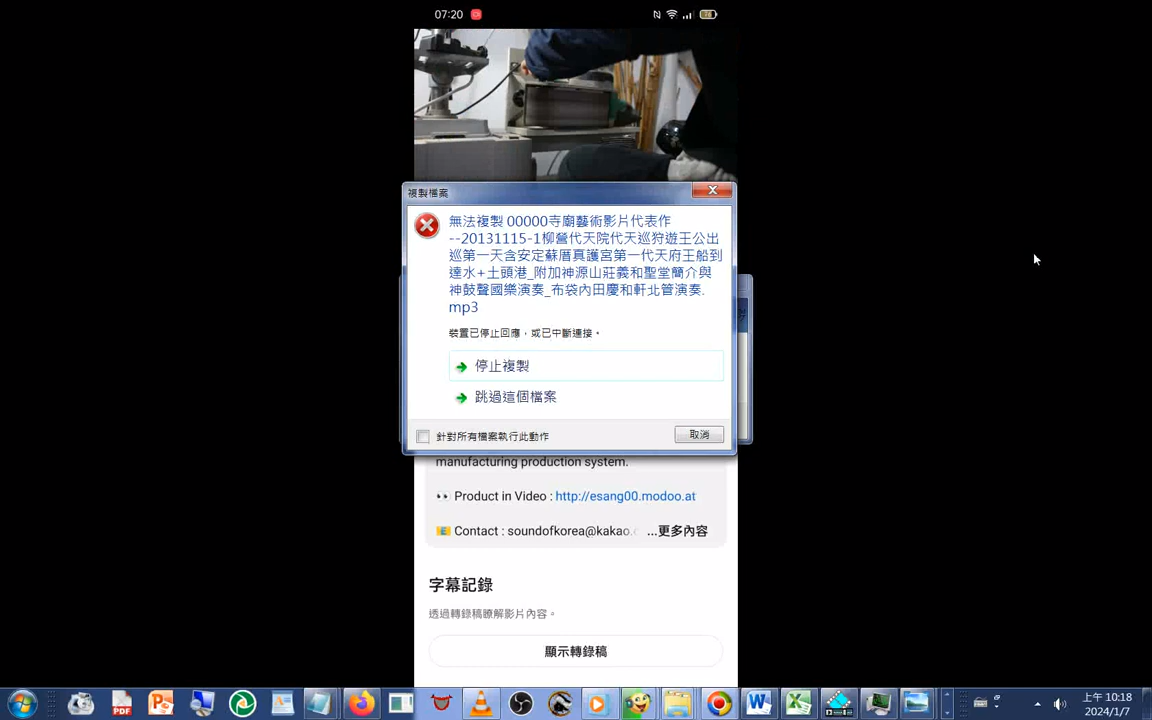 07:20
複製檔案
無法複製 00000寺廟藝術影片代表作
--20131115-1柳營代天院代天巡狩遊王公出
巡第一天含安定蘇厝真護宮第一代天府王船到
達水+土頭港_附加神源山莊義和聖堂簡介與
神鼓聲國樂演奏_布袋內田慶和軒北管演奏.
mp3
裝置已停止回應，或已中斷連接。
停止複製
跳過這個檔案
針對所有檔案執行此動作
取消
manufacturing production system.
Product in Video : http://esang00.modoo.at
Contact : soundofkorea@kakao.c ...更多內容
字幕記錄
透過轉錄稿瞭解影片內容。
顯示轉錄稿
PDF
上午 10:18
2024/1/7